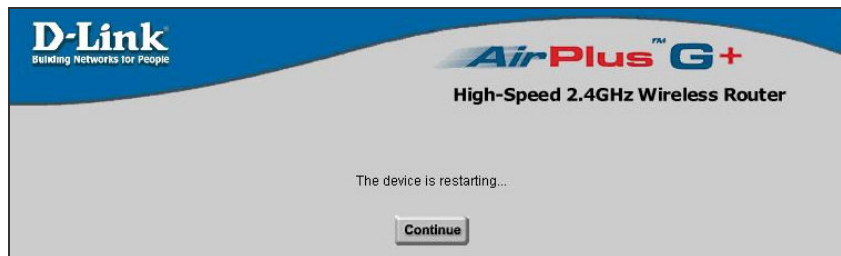 D-Link
Building Networks for People
AirPlus™ G+
High-Speed 2.4GHz Wireless Router
The device is restarting...
Continue